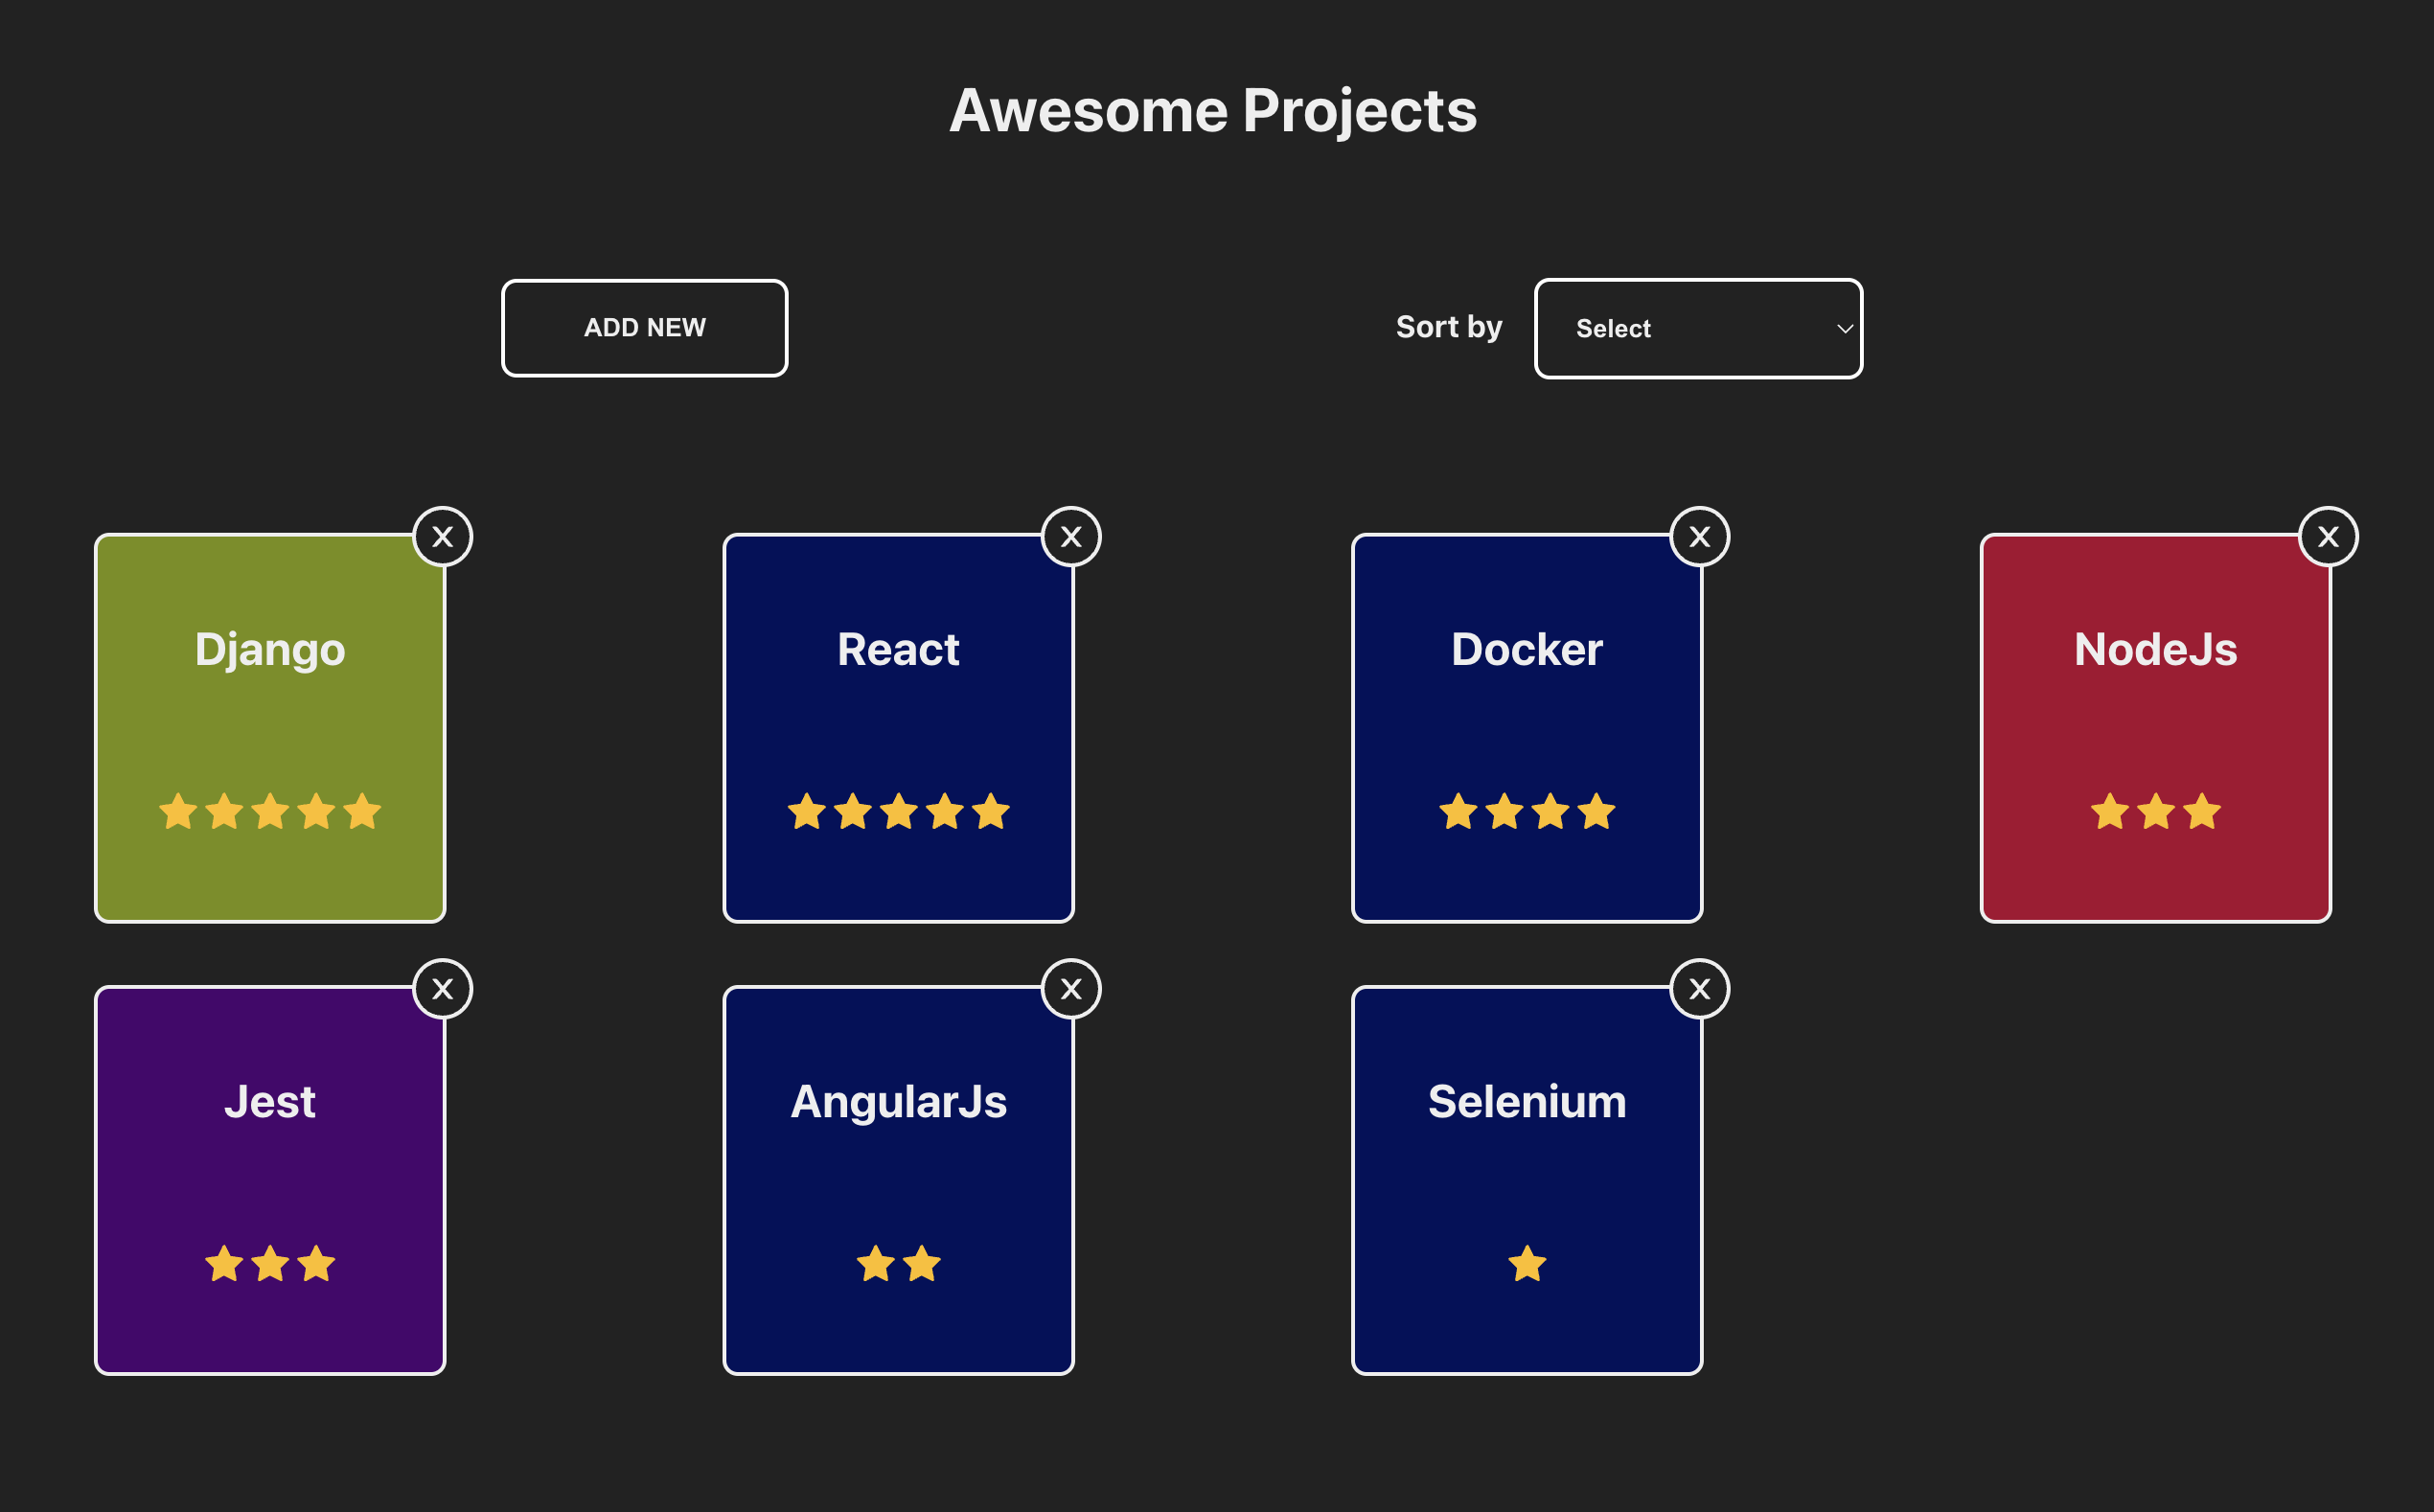 Awesome Projects
ADD NEW
Sort by
Select
X
X
X
X
Django
React
Docker
NodeJs
X
X
X
Jest
AngularJs
Selenium